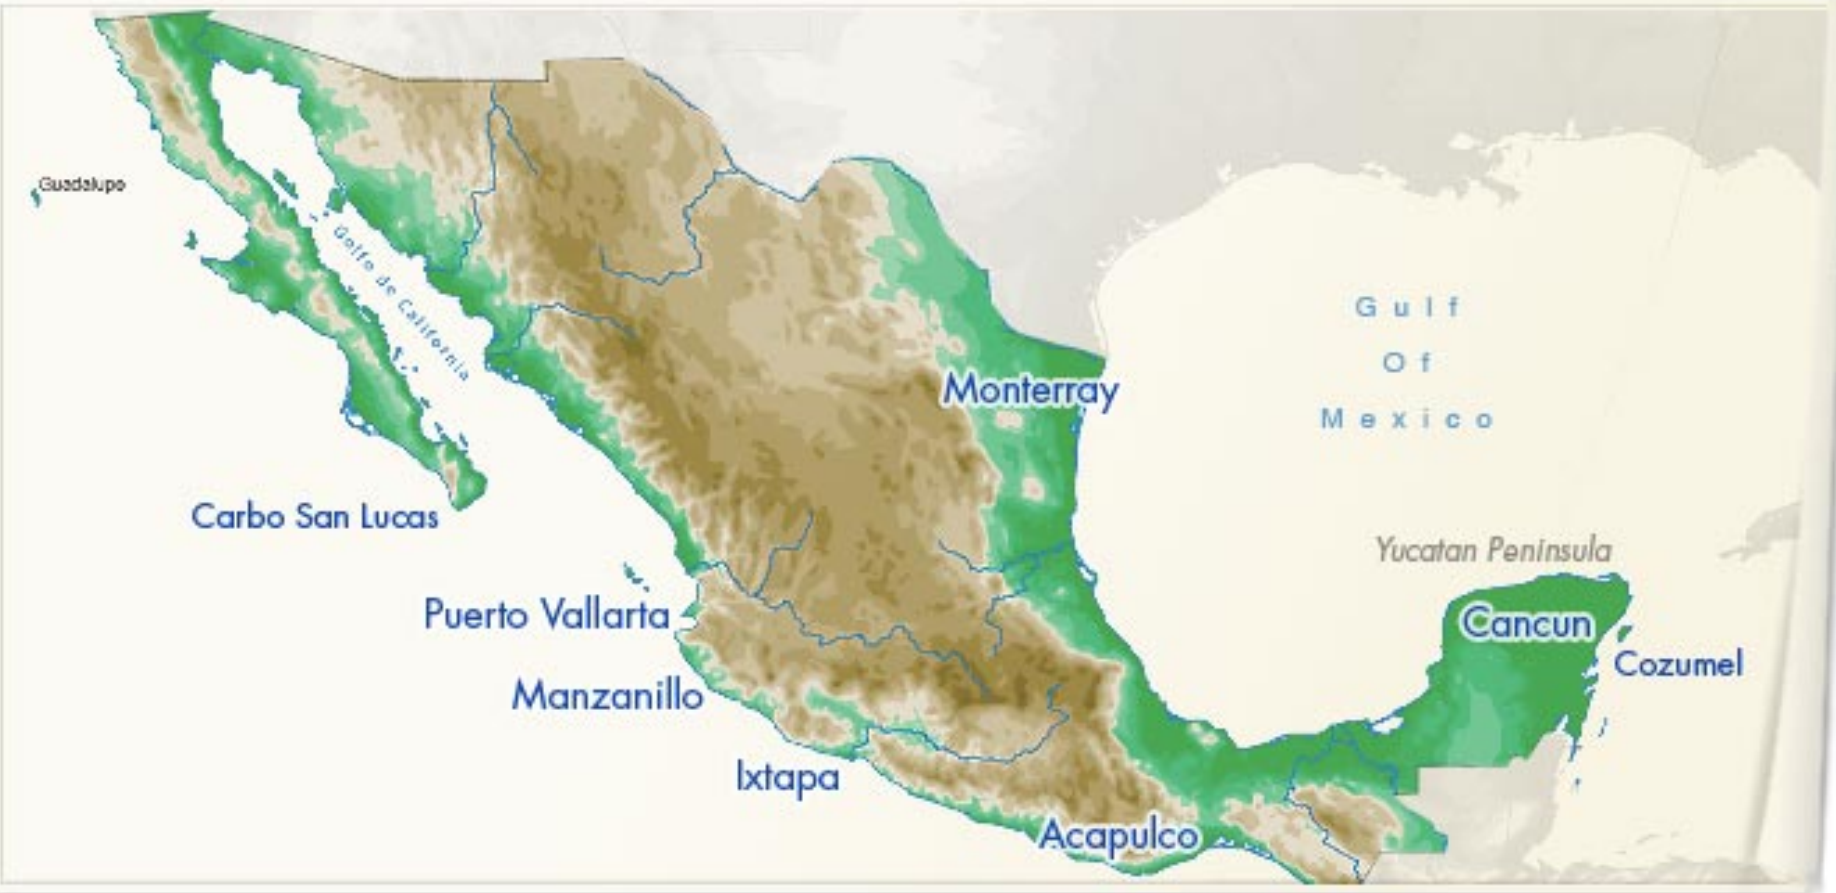 Guadalupo
Golfo de California
Gulf
Of
Mexico
Monterray
Carbo San Lucas
Yucatan Peninsula
Puerto Vallarta
Cancun
Cozumel
Manzanillo
Ixtapa
Acapulco